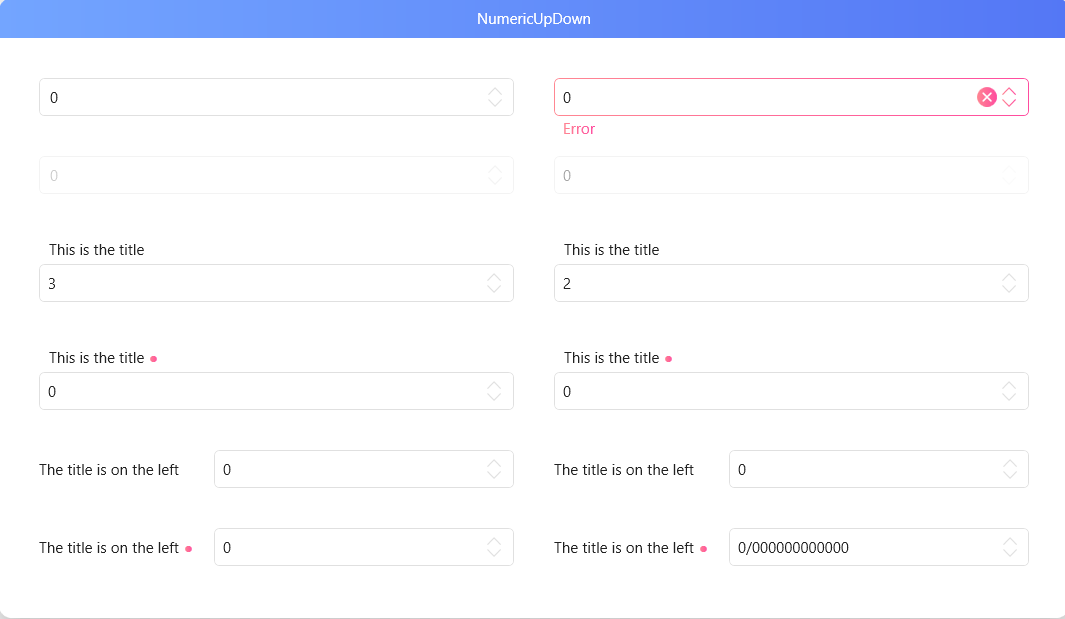 NumericUpDown
0
0
Error
0
0
This is the title
This is the title
3
2
This is the title
This is the title
0
0
The title is on the left
0
The title is on the left
0
The title is on the left
0
The title is on the left
0/000000000000